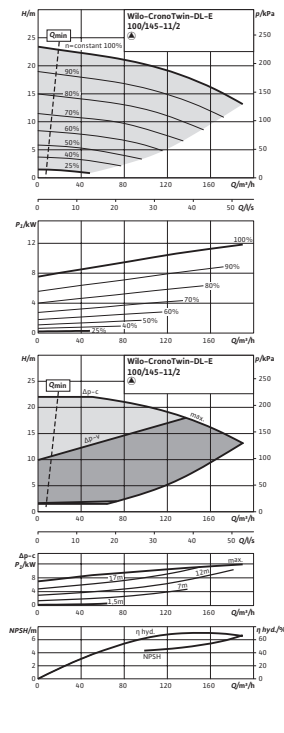 H/m
Wilo-CronoTwin-DL-E
100/145-11/2
p/kPa
Qmin
n=constant 100%
90%
80%
70%
60%
50%
40%
25%
25
20
15
10
5
0
250
200
150
100
50
0
0 40 80 120 160 Q/m³/h
0 10 20 30 40 50 Q/l/s
P₂/kW
12
8
4
0
100%
90%
80%
70%
60%
50%
40%
25%
0 40 80 120 160 Q/m³/h
H/m
Wilo-CronoTwin-DL-E
100/145-11/2
p/kPa
Qmin
Δp-c
Δp-v
max.
25
20
15
10
5
0
250
200
150
100
50
0
0 40 80 120 160 Q/m³/h
0 10 20 30 40 50 Q/l/s
Δp-c
P₂/kW
8
4
0
max.
17m
12m
7m
1,5m
0 40 80 120 160 Q/m³/h
NPSH/m
η hyd./%
6
4
2
0
60
40
20
0
η hyd.
NPSH
0 40 80 120 160 Q/m³/h